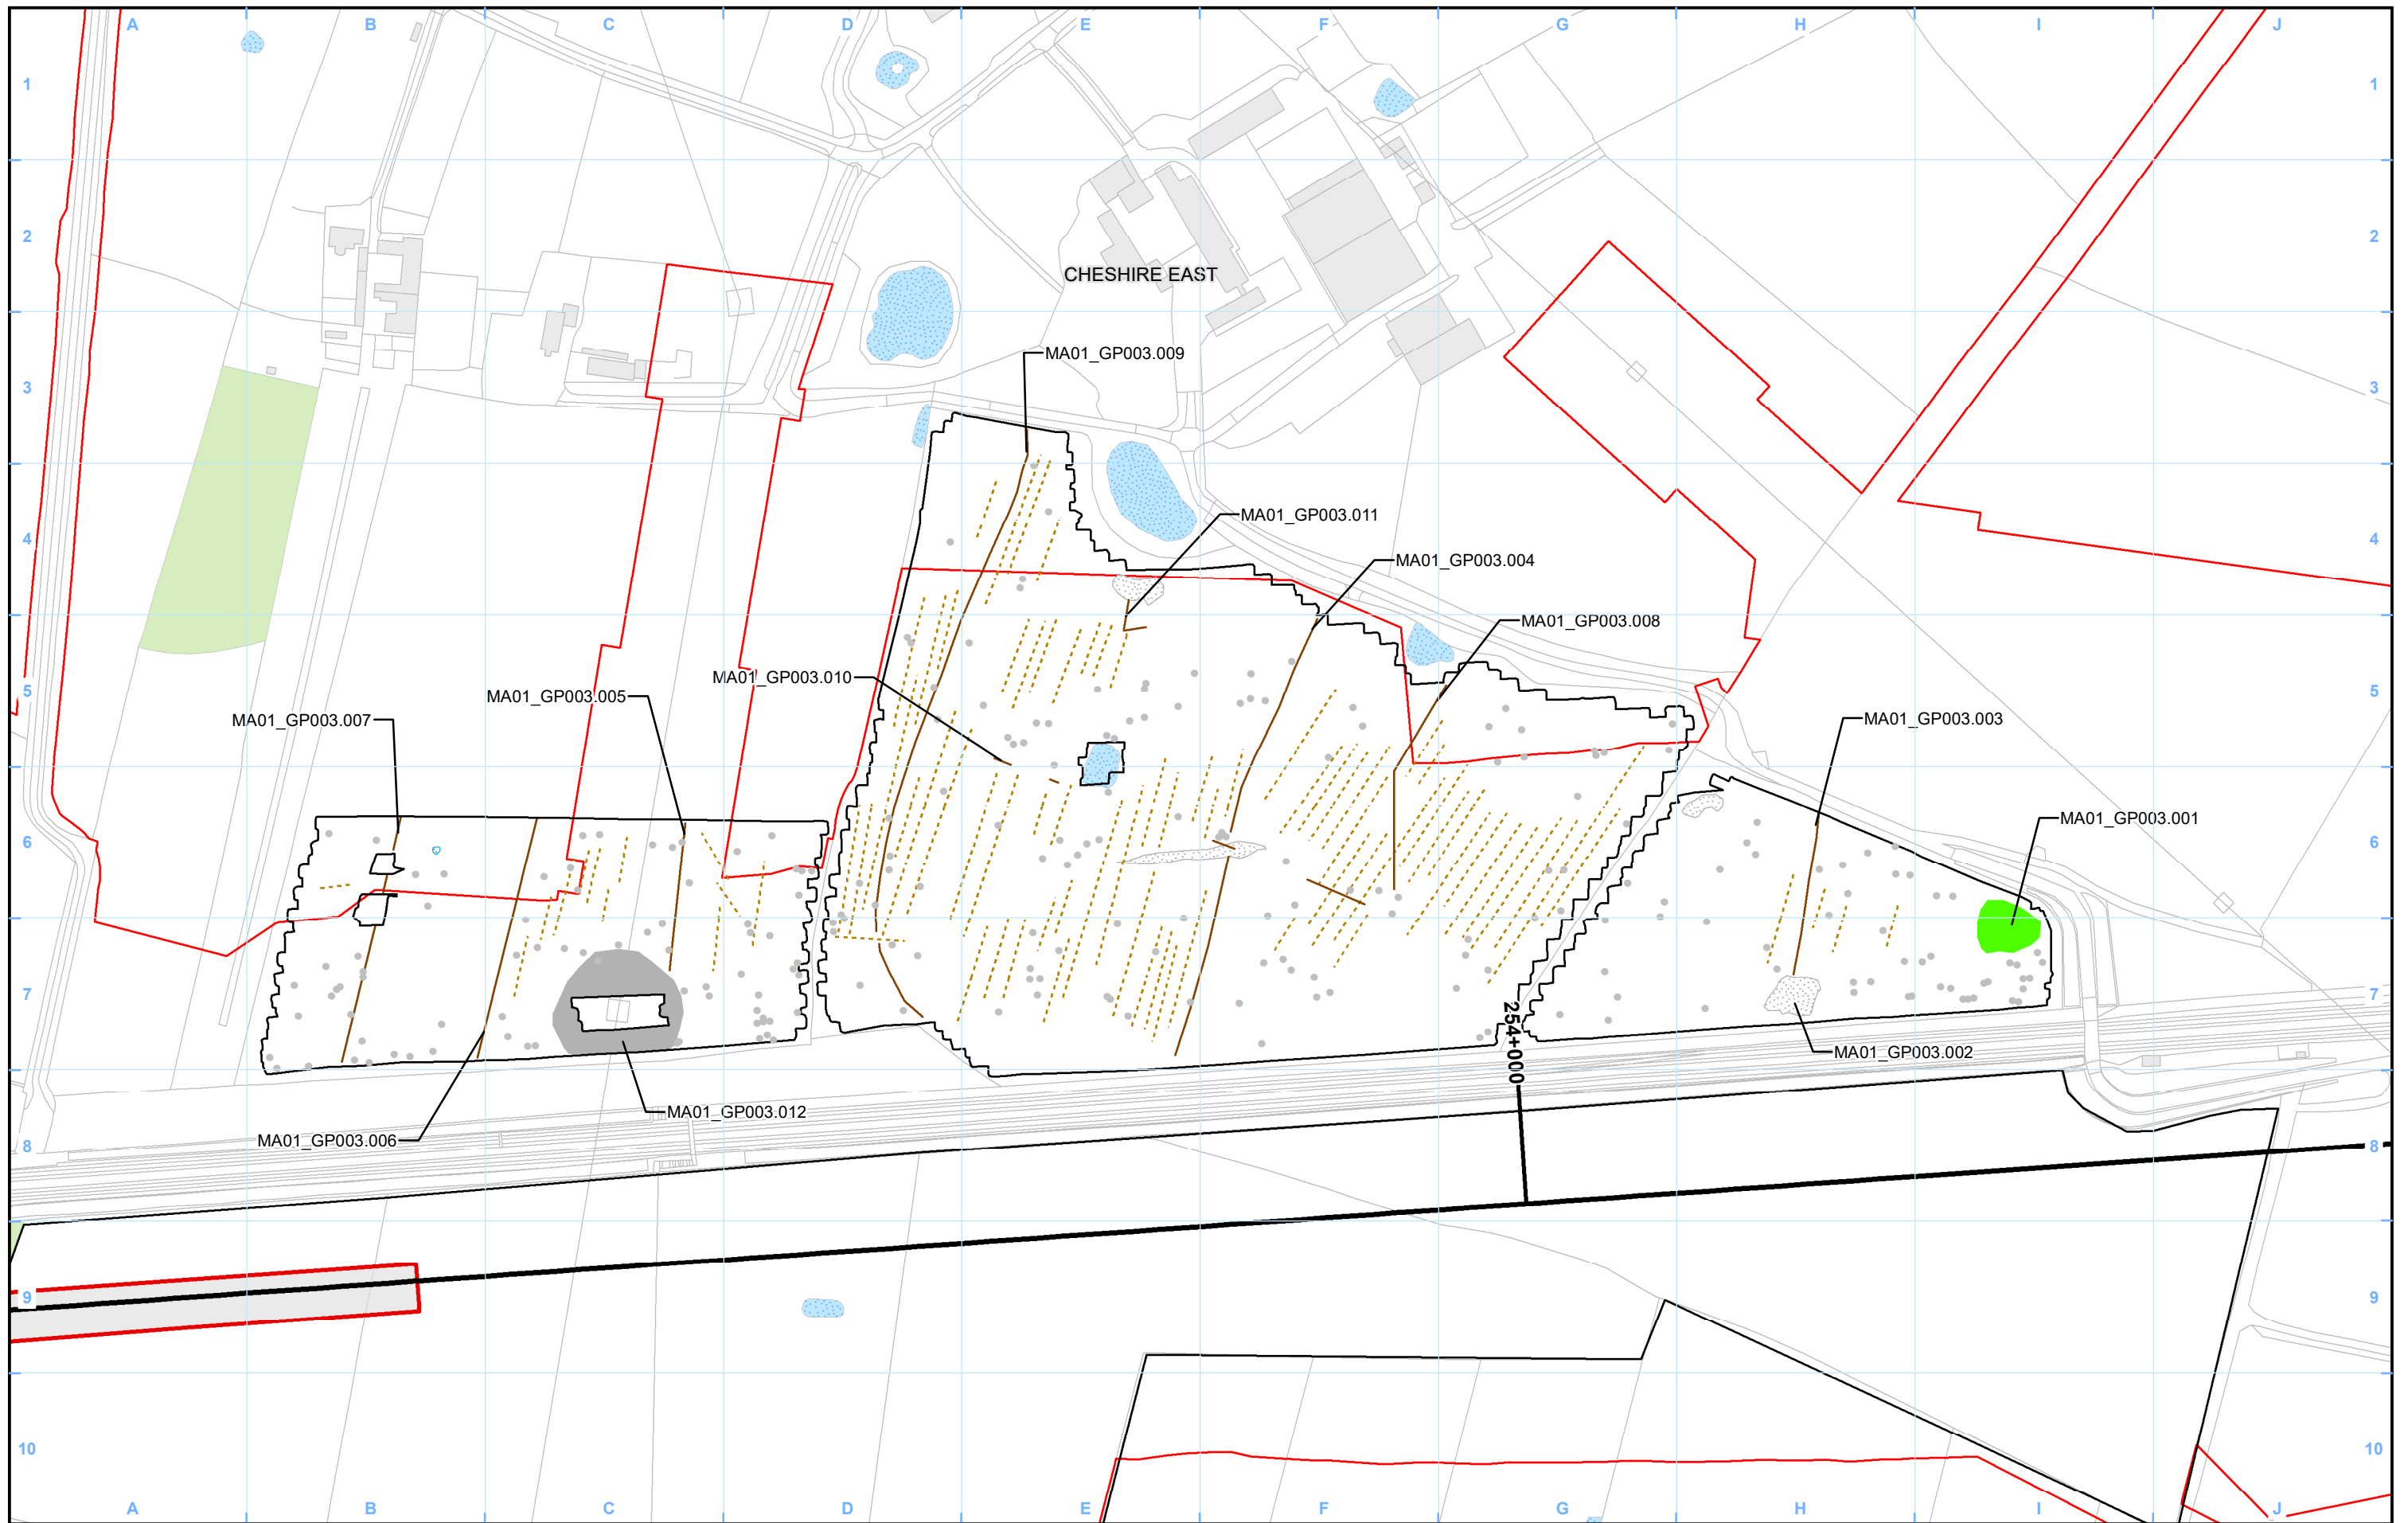 A B C D E F G H I J
1 1
2 2
CHESHIRE EAST
MA01_GP003.009
3 3
MA01_GP003.011
4 4
MA01_GP003.004
MA01_GP003.008
MA01_GP003.010
5 5
MA01_GP003.005
MA01_GP003.007
MA01_GP003.003
MA01_GP003.001
6 6
7 7
254+000
MA01_GP003.002
MA01_GP003.012
MA01_GP003.006
8 8
9 9
10 10
A B C D E F G H I J